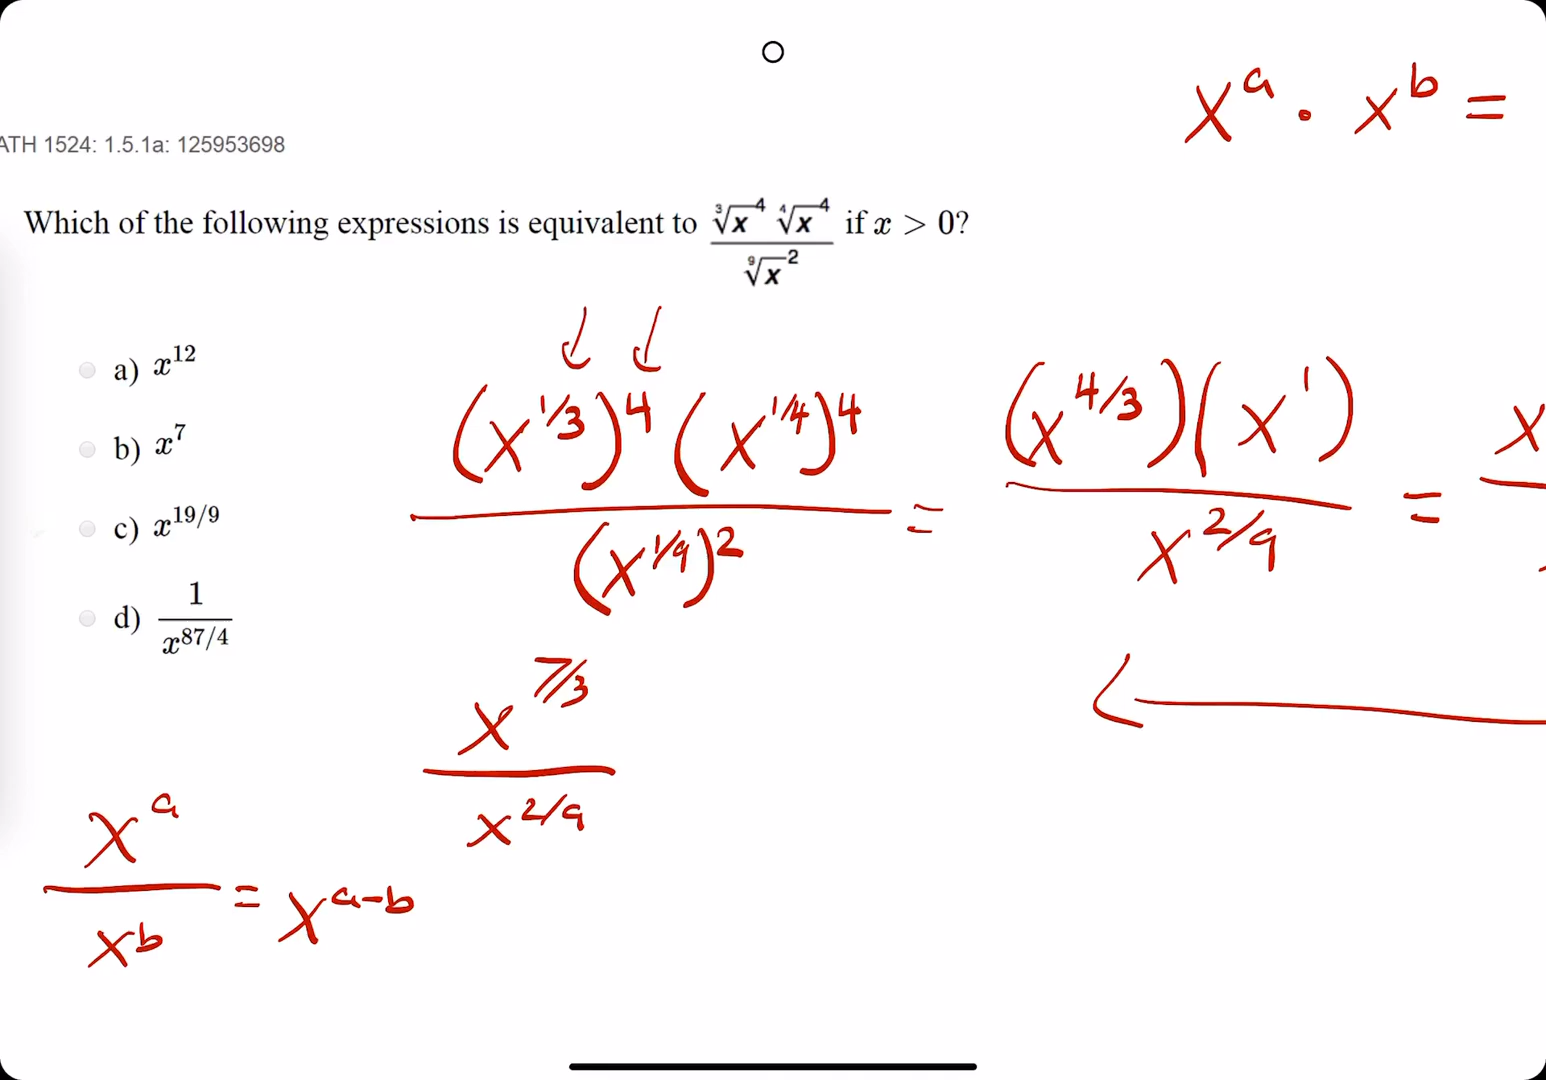 xᵃ · xᵇ =
ATH 1524: 1.5.1a: 125953698
Which of the following expressions is equivalent to (∛x⁴ ∜x⁴)/(⁹√x²) if x > 0?
a) x¹²
b) x⁷
c) x^(19/9)
d) 1/x^(87/4)
(x^(1/3))⁴ (x^(1/4))⁴ / (x^(1/9))² = (x^(4/3))(x¹) / x^(2/9) = x
x^(7/3) / x^(2/9)
xᵃ / xᵇ = x^(a-b)